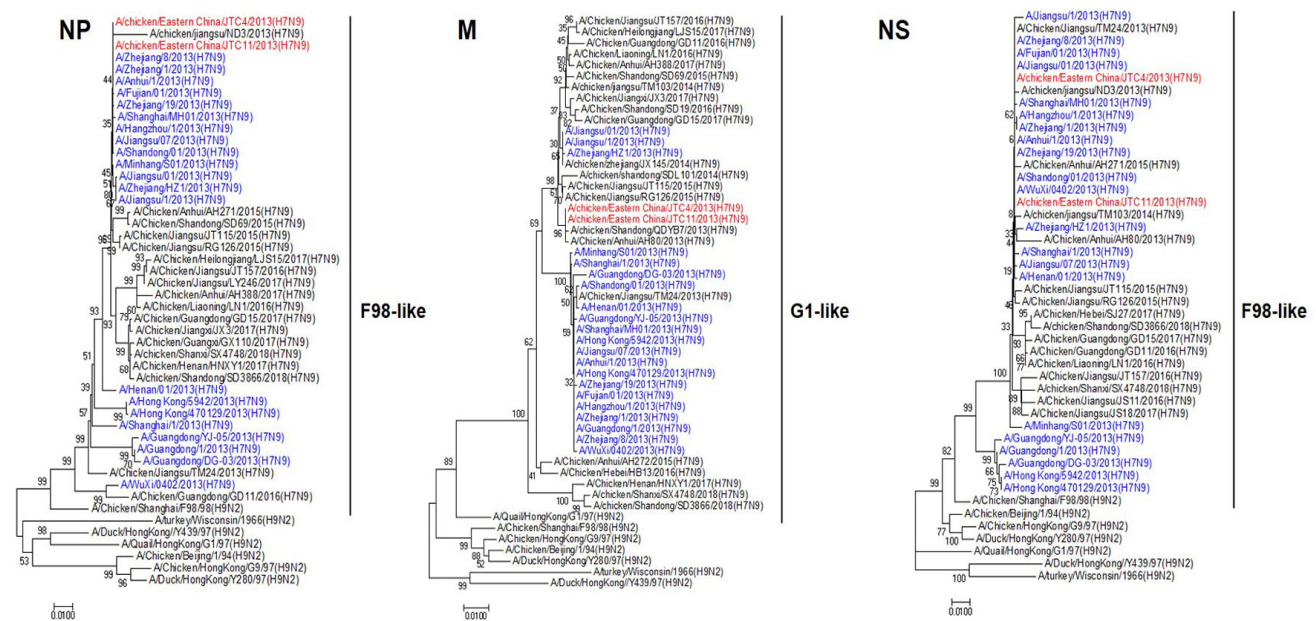 NP
A/chicken/Eastern China/JTC4/2013(H7N9)
A/chicken/jiangsu/ND3/2013(H7N9)
A/chicken/Eastern China/JTC11/2013(H7N9)
A/Zhejiang/8/2013(H7N9)
A/Zhejiang/1/2013(H7N9)
A/Anhui/1/2013(H7N9)
A/Fujian/01/2013(H7N9)
A/Zhejiang/19/2013(H7N9)
A/Shanghai/MH01/2013(H7N9)
A/Hangzhou/1/2013(H7N9)
A/Jiangsu/07/2013(H7N9)
A/Shandong/01/2013(H7N9)
A/Minhang/S01/2013(H7N9)
A/Jiangsu/01/2013(H7N9)
A/Zhejiang/HZ1/2013(H7N9)
A/Jiangsu/1/2013(H7N9)
A/Chicken/Anhui/AH271/2015(H7N9)
A/Chicken/Shandong/SD69/2015(H7N9)
A/Chicken/Jiangsu/JT115/2015(H7N9)
A/Chicken/Jiangsu/RG126/2015(H7N9)
A/Chicken/Heilongjiang/LJS15/2017(H7N9)
A/Chicken/Jiangsu/JT157/2016(H7N9)
A/Chicken/Jiangsu/LY246/2017(H7N9)
A/Chicken/Anhui/AH388/2017(H7N9)
A/Chicken/Liaoning/LN1/2016(H7N9)
A/Chicken/Guangdong/GD15/2017(H7N9)
A/Chicken/Jiangxi/JX3/2017(H7N9)
A/Chicken/Guangxi/GX110/2017(H7N9)
A/chicken/Shanxi/SX4748/2018(H7N9)
A/Chicken/Henan/HNXY1/2017(H7N9)
A/chicken/Shandong/SD3866/2018(H7N9)
A/Henan/01/2013(H7N9)
A/Hong Kong/5942/2013(H7N9)
A/Hong Kong/470129/2013(H7N9)
A/Shanghai/1/2013(H7N9)
A/Guangdong/YJ-05/2013(H7N9)
A/Guangdong/1/2013(H7N9)
A/Guangdong/DG-03/2013(H7N9)
A/Chicken/Jiangsu/TM24/2013(H7N9)
A/WuXi/0402/2013(H7N9)
A/Chicken/Guangdong/GD11/2016(H7N9)
A/Chicken/Shanghai/F98/98(H9N2)
A/turkey/Wisconsin/1966(H9N2)
A/Duck/HongKong//Y439/97(H9N2)
A/Quail/HongKong/G1/97(H9N2)
A/Chicken/Beijing/1/94(H9N2)
A/Chicken/HongKong/G9/97(H9N2)
A/Duck/HongKong/Y280/97(H9N2)
F98-like
0.0100
M
A/Chicken/Jiangsu/JT157/2016(H7N9)
A/Chicken/Heilongjiang/LJS15/2017(H7N9)
A/Chicken/Guangdong/GD11/2016(H7N9)
A/Chicken/Liaoning/LN1/2016(H7N9)
A/Chicken/Anhui/AH388/2017(H7N9)
A/Chicken/Shandong/SD69/2015(H7N9)
A/chicken/jiangsu/TM103/2014(H7N9)
A/Chicken/Jiangxi/JX3/2017(H7N9)
A/Chicken/Shandong/SD19/2016(H7N9)
A/Chicken/Guangdong/GD15/2017(H7N9)
A/Jiangsu/01/2013(H7N9)
A/Jiangsu/1/2013(H7N9)
A/Zhejiang/HZ1/2013(H7N9)
A/chicken/zhejiang/JX145/2014(H7N9)
A/chicken/shandong/SDL101/2014(H7N9)
A/Chicken/Jiangsu/JT115/2015(H7N9)
A/Chicken/Jiangsu/RG126/2015(H7N9)
A/chicken/Eastern China/JTC4/2013(H7N9)
A/chicken/Eastern China/JTC11/2013(H7N9)
A/Chicken/Shandong/QDYB7/2013(H7N9)
A/Chicken/Anhui/AH80/2013(H7N9)
A/Minhang/S01/2013(H7N9)
A/Shanghai/1/2013(H7N9)
A/Guangdong/DG-03/2013(H7N9)
A/Shandong/01/2013(H7N9)
A/Chicken/Jiangsu/TM24/2013(H7N9)
A/Henan/01/2013(H7N9)
A/Guangdong/YJ-05/2013(H7N9)
A/Shanghai/MH01/2013(H7N9)
A/Hong Kong/5942/2013(H7N9)
A/Jiangsu/07/2013(H7N9)
A/Anhui/1/2013(H7N9)
A/Hong Kong/470129/2013(H7N9)
A/Zhejiang/19/2013(H7N9)
A/Fujian/01/2013(H7N9)
A/Hangzhou/1/2013(H7N9)
A/Zhejiang/1/2013(H7N9)
A/Guangdong/1/2013(H7N9)
A/Zhejiang/8/2013(H7N9)
A/WuXi/0402/2013(H7N9)
A/Chicken/Anhui/AH272/2015(H7N9)
A/Chicken/Hebei/HB13/2016(H7N9)
A/Chicken/Henan/HNXY1/2017(H7N9)
A/chicken/Shanxi/SX4748/2018(H7N9)
A/chicken/Shandong/SD3866/2018(H7N9)
A/Quail/HongKong/G1/97(H9N2)
A/Chicken/Shanghai/F98/98(H9N2)
A/Chicken/HongKong/G9/97(H9N2)
A/Chicken/Beijing/1/94(H9N2)
A/Duck/HongKong/Y280/97(H9N2)
A/turkey/Wisconsin/1966(H9N2)
A/Duck/HongKong//Y439/97(H9N2)
G1-like
0.0100
NS
A/Jiangsu/1/2013(H7N9)
A/Chicken/Jiangsu/TM24/2013(H7N9)
A/Zhejiang/8/2013(H7N9)
A/Fujian/01/2013(H7N9)
A/Jiangsu/01/2013(H7N9)
A/chicken/Eastern China/JTC4/2013(H7N9)
A/chicken/jiangsu/ND3/2013(H7N9)
A/Shanghai/MH01/2013(H7N9)
A/Hangzhou/1/2013(H7N9)
A/Zhejiang/1/2013(H7N9)
A/Anhui/1/2013(H7N9)
A/Zhejiang/19/2013(H7N9)
A/Chicken/Anhui/AH271/2015(H7N9)
A/Shandong/01/2013(H7N9)
A/WuXi/0402/2013(H7N9)
A/chicken/Eastern China/JTC11/2013(H7N9)
A/chicken/jiangsu/TM103/2014(H7N9)
A/Zhejiang/HZ1/2013(H7N9)
A/Chicken/Anhui/AH80/2013(H7N9)
A/Shanghai/1/2013(H7N9)
A/Jiangsu/07/2013(H7N9)
A/Henan/01/2013(H7N9)
A/Chicken/Jiangsu/JT115/2015(H7N9)
A/Chicken/Jiangsu/RG126/2015(H7N9)
A/Chicken/Hebei/SJ27/2017(H7N9)
A/chicken/Shandong/SD3866/2018(H7N9)
A/Chicken/Guangdong/GD15/2017(H7N9)
A/Chicken/Guangdong/GD11/2016(H7N9)
A/Chicken/Liaoning/LN1/2016(H7N9)
A/Chicken/Jiangsu/JT157/2016(H7N9)
A/chicken/Shanxi/SX4748/2018(H7N9)
A/Chicken/Jiangsu/JS11/2016(H7N9)
A/Chicken/Jiangsu/JS18/2017(H7N9)
A/Minhang/S01/2013(H7N9)
A/Guangdong/YJ-05/2013(H7N9)
A/Guangdong/1/2013(H7N9)
A/Guangdong/DG-03/2013(H7N9)
A/Hong Kong/5942/2013(H7N9)
A/Hong Kong/470129/2013(H7N9)
A/Chicken/Shanghai/F98/98(H9N2)
A/Chicken/Beijing/1/94(H9N2)
A/Chicken/HongKong/G9/97(H9N2)
A/Duck/HongKong/Y280/97(H9N2)
A/Quail/HongKong/G1/97(H9N2)
A/Duck/HongKong//Y439/97(H9N2)
A/turkey/Wisconsin/1966(H9N2)
F98-like
0.0100